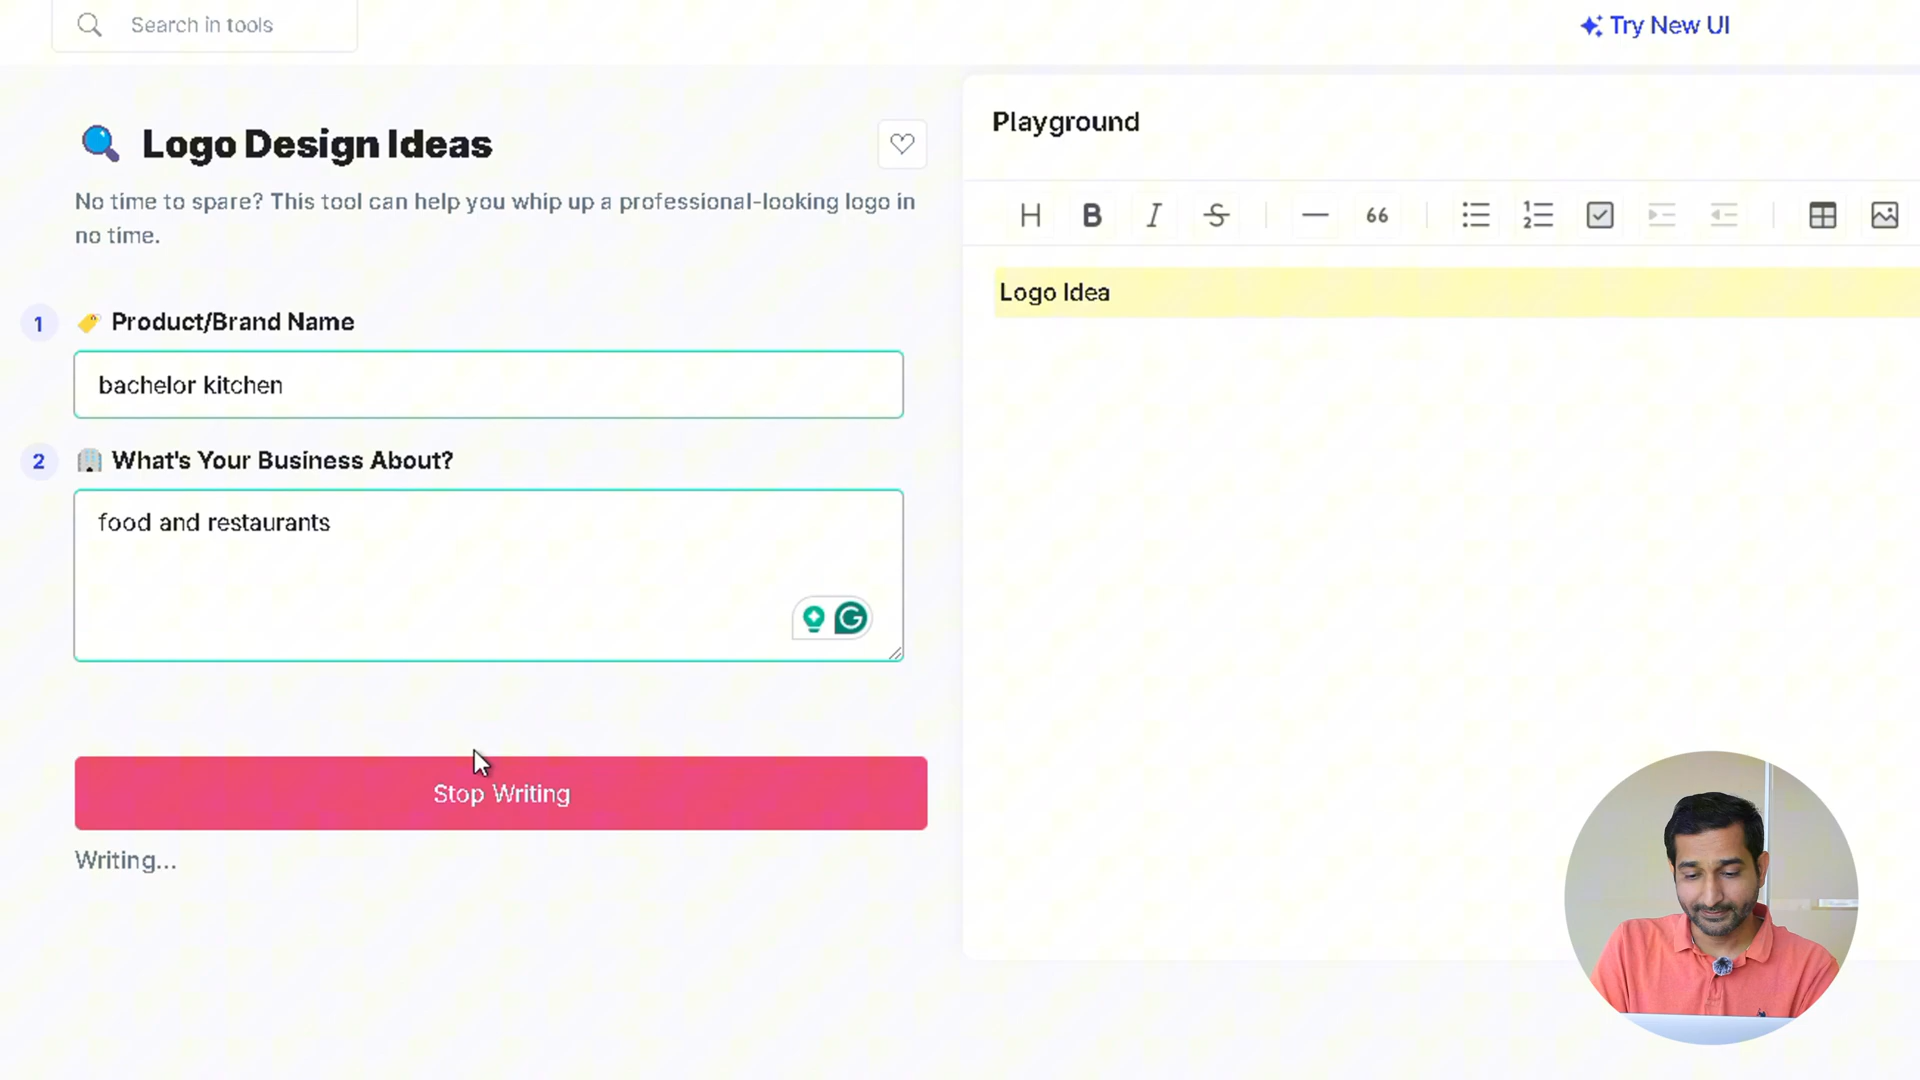 Search in tools
Try New UI
Logo Design Ideas
No time to spare? This tool can help you whip up a professional-looking logo in
no time.
1
Product/Brand Name
bachelor kitchen
2
What's Your Business About?
food and restaurants
Stop Writing
Writing...
Playground
H B I S
Logo Idea